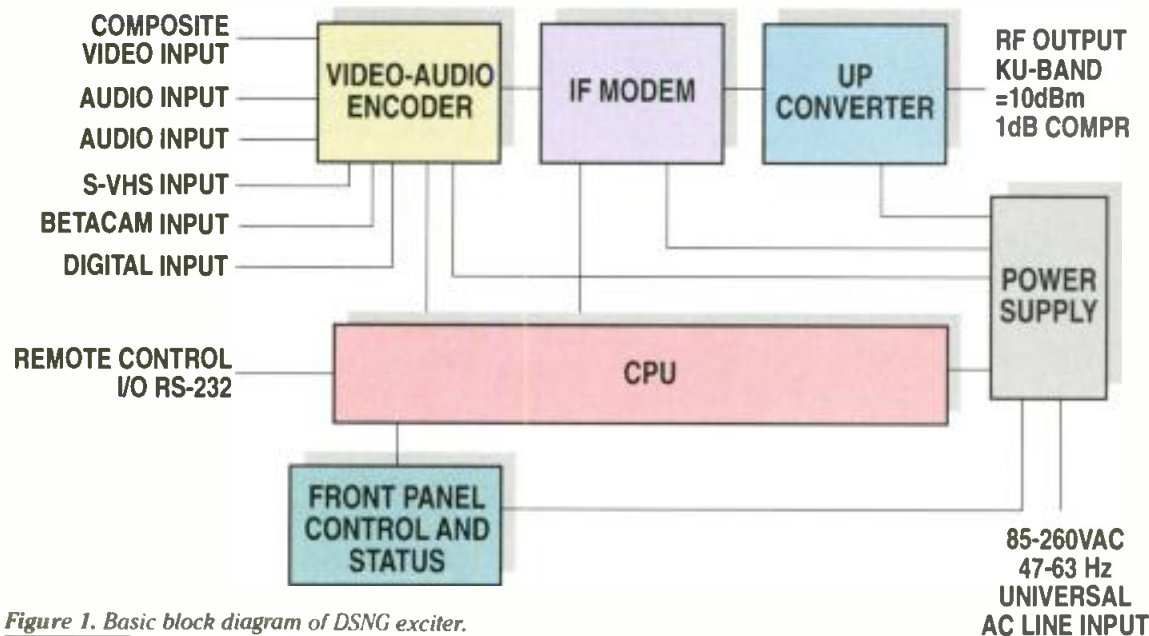 COMPOSITE
VIDEO INPUT
AUDIO INPUT
AUDIO INPUT
S-VHS INPUT
BETACAM INPUT
DIGITAL INPUT
REMOTE CONTROL
I/O RS-232
VIDEO-AUDIO
ENCODER
IF MODEM
UP
CONVERTER
RF OUTPUT
KU-BAND
=10dBm
1dB COMPR
POWER
SUPPLY
CPU
FRONT PANEL
CONTROL AND
STATUS
85-260VAC
47-63 Hz
UNIVERSAL
AC LINE INPUT
Figure 1. Basic block diagram of DSNG exciter.